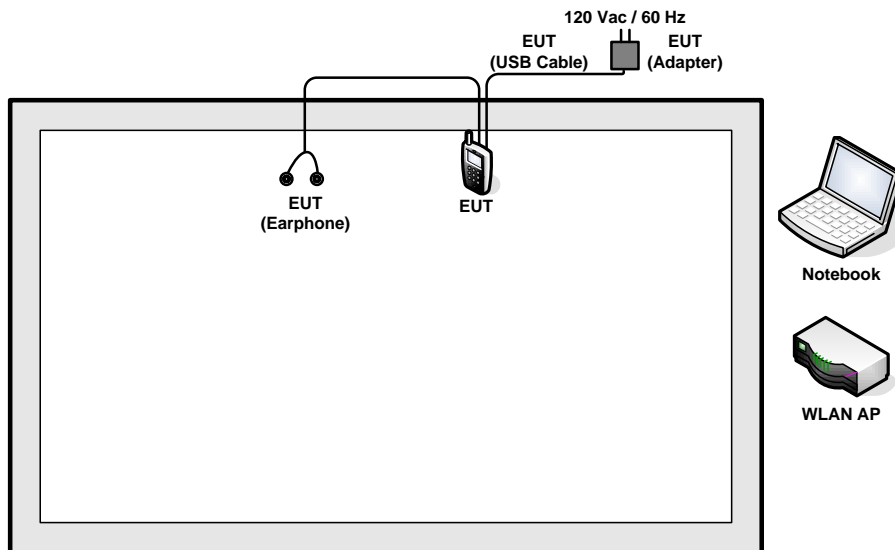 120 Vac / 60 Hz
EUT
(USB Cable)
EUT
(Adapter)
EUT
(Earphone)
EUT
Notebook
WLAN AP